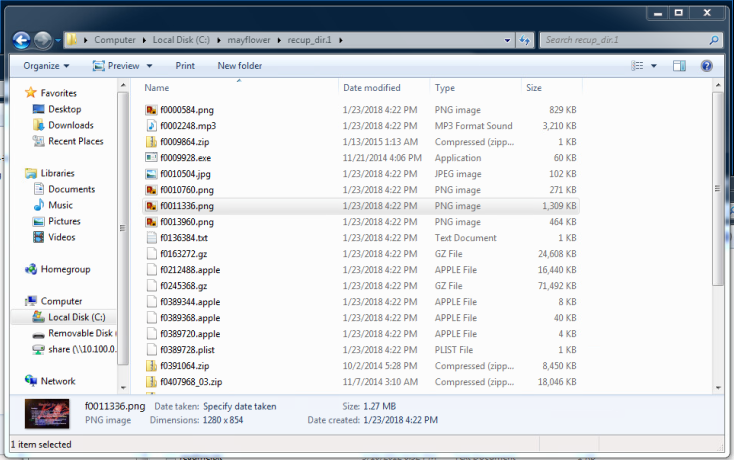 Computer Local Disk (C:) mayflower recup_dir.1
Search recup_dir.1
Organize Preview Print New folder
Name Date modified Type Size
Favorites
Desktop
Downloads
Recent Places
Libraries
Documents
Music
Pictures
Videos
Homegroup
Computer
Local Disk (C:)
Removable Disk
share (\\10.100.0.
Network
f0000584.png 1/23/2018 4:22 PM PNG image 829 KB
f0002248.mp3 1/23/2018 4:22 PM MP3 Format Sound 3,210 KB
f0009864.zip 1/13/2015 1:13 AM Compressed (zipp... 1 KB
f0009928.exe 11/21/2014 4:06 PM Application 60 KB
f0010504.jpg 1/23/2018 4:22 PM JPEG image 102 KB
f0010760.png 1/23/2018 4:22 PM PNG image 271 KB
f0011336.png 1/23/2018 4:22 PM PNG image 1,309 KB
f0013960.png 1/23/2018 4:22 PM PNG image 464 KB
f0136384.txt 1/23/2018 4:22 PM Text Document 2 KB
f0163272.gz 1/23/2018 4:22 PM GZ File 24,608 KB
f0212488.apple 1/23/2018 4:22 PM APPLE File 16,440 KB
f0245368.gz 1/23/2018 4:22 PM GZ File 71,492 KB
f0389344.apple 1/23/2018 4:22 PM APPLE File 8 KB
f0389368.apple 1/23/2018 4:22 PM APPLE File 40 KB
f0389720.apple 1/23/2018 4:22 PM APPLE File 4 KB
f0389728.plist 1/23/2018 4:22 PM PLIST File 1 KB
f0391064.zip 10/2/2014 5:28 PM Compressed (zipp... 8,450 KB
f0407968_03.zip 11/7/2014 3:10 AM Compressed (zipp... 18,046 KB
f0011336.png Date taken: Specify date taken Size: 1.27 MB
PNG image Dimensions: 1280 x 854 Date created: 1/23/2018 4:22 PM
1 item selected